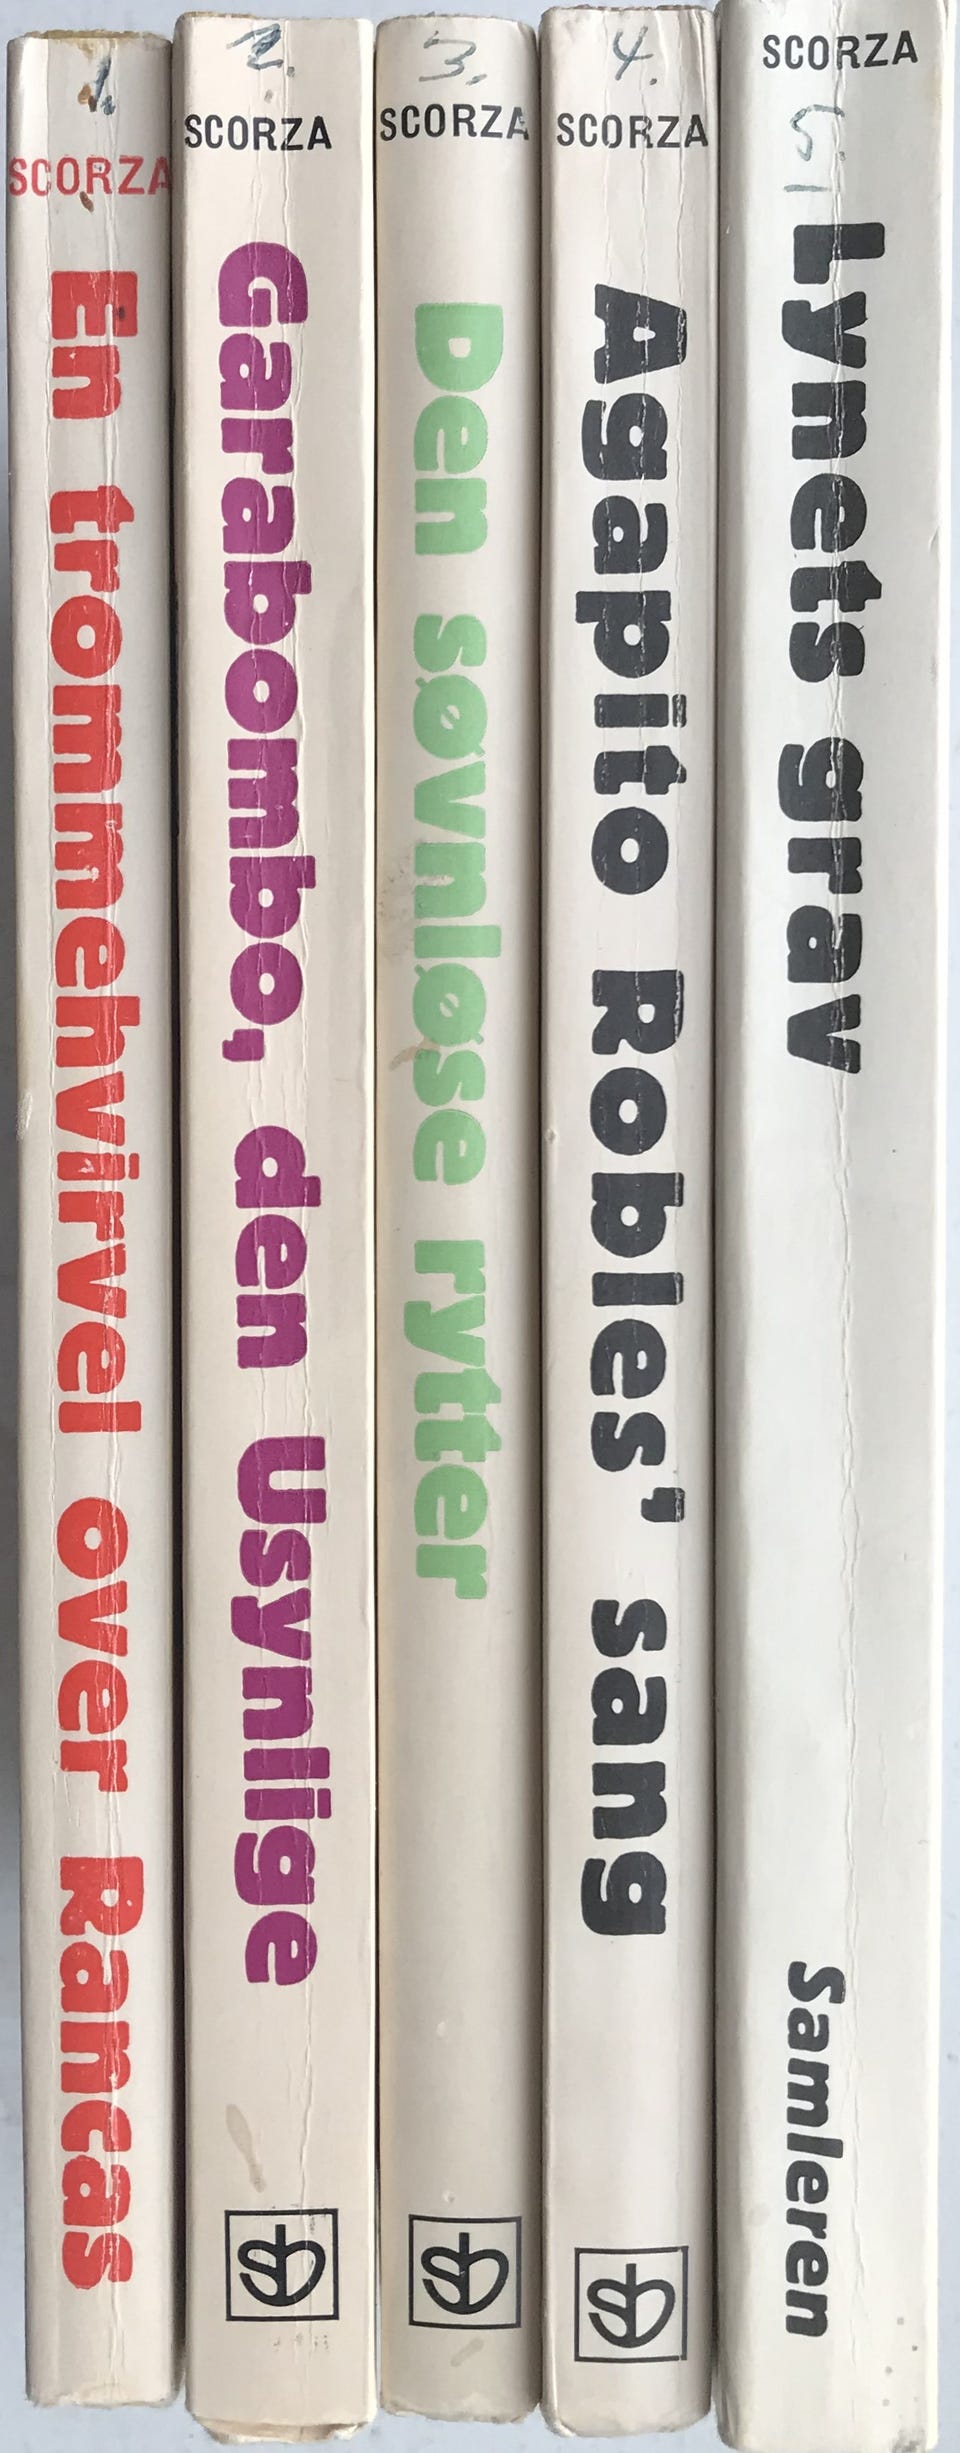 1.
SCORZA
En trommehvirvel over Rancas
2.
SCORZA
Garabombo, den Usynlige
3.
SCORZA
Den søvnløse rytter
4.
SCORZA
Agapito Robles' sang
SCORZA
5.
Lynets grav
Samleren